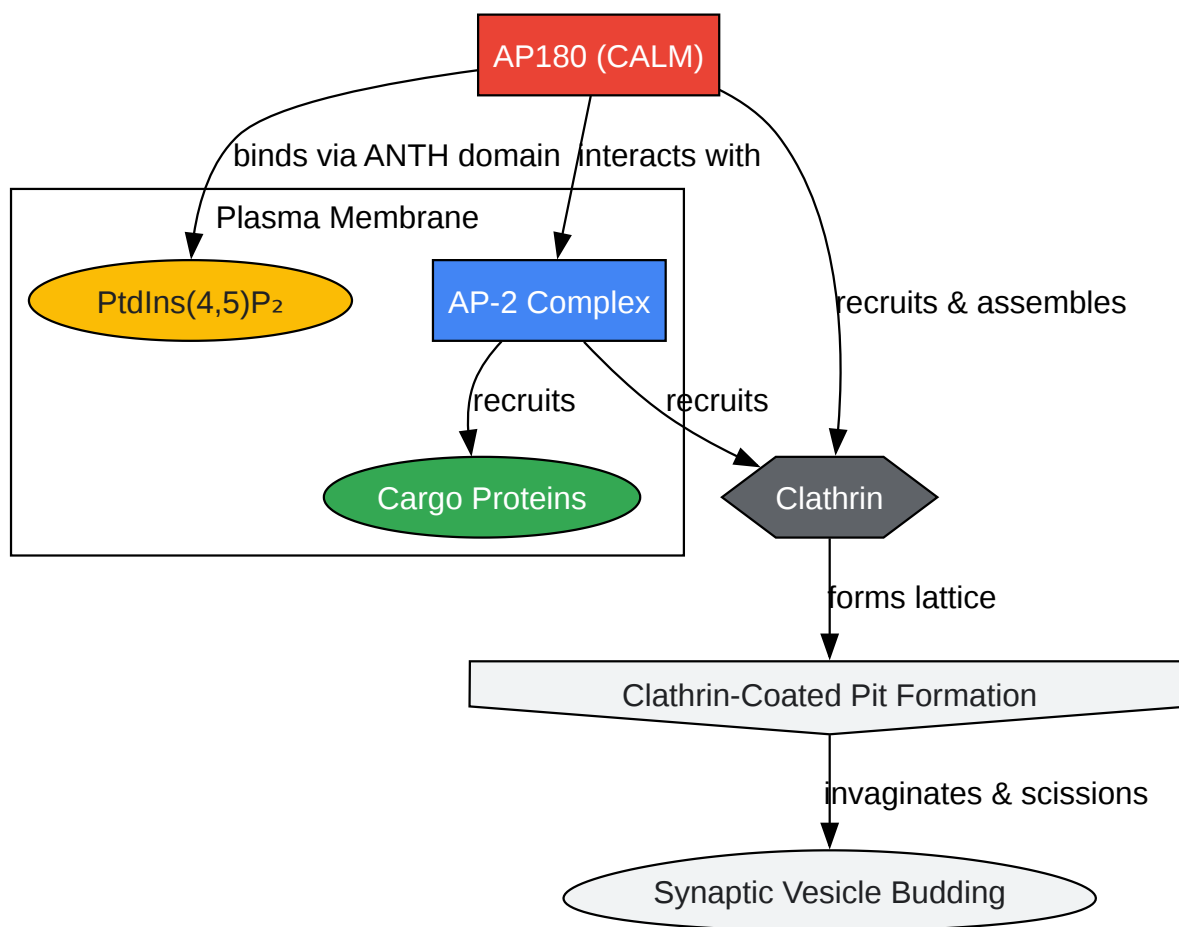 AP180 (CALM)
binds via ANTH domain
interacts with
Plasma Membrane
PtdIns(4,5)P₂
AP-2 Complex
recruits & assembles
recruits
recruits
Cargo Proteins
Clathrin
forms lattice
Clathrin-Coated Pit Formation
invaginates & scissions
Synaptic Vesicle Budding